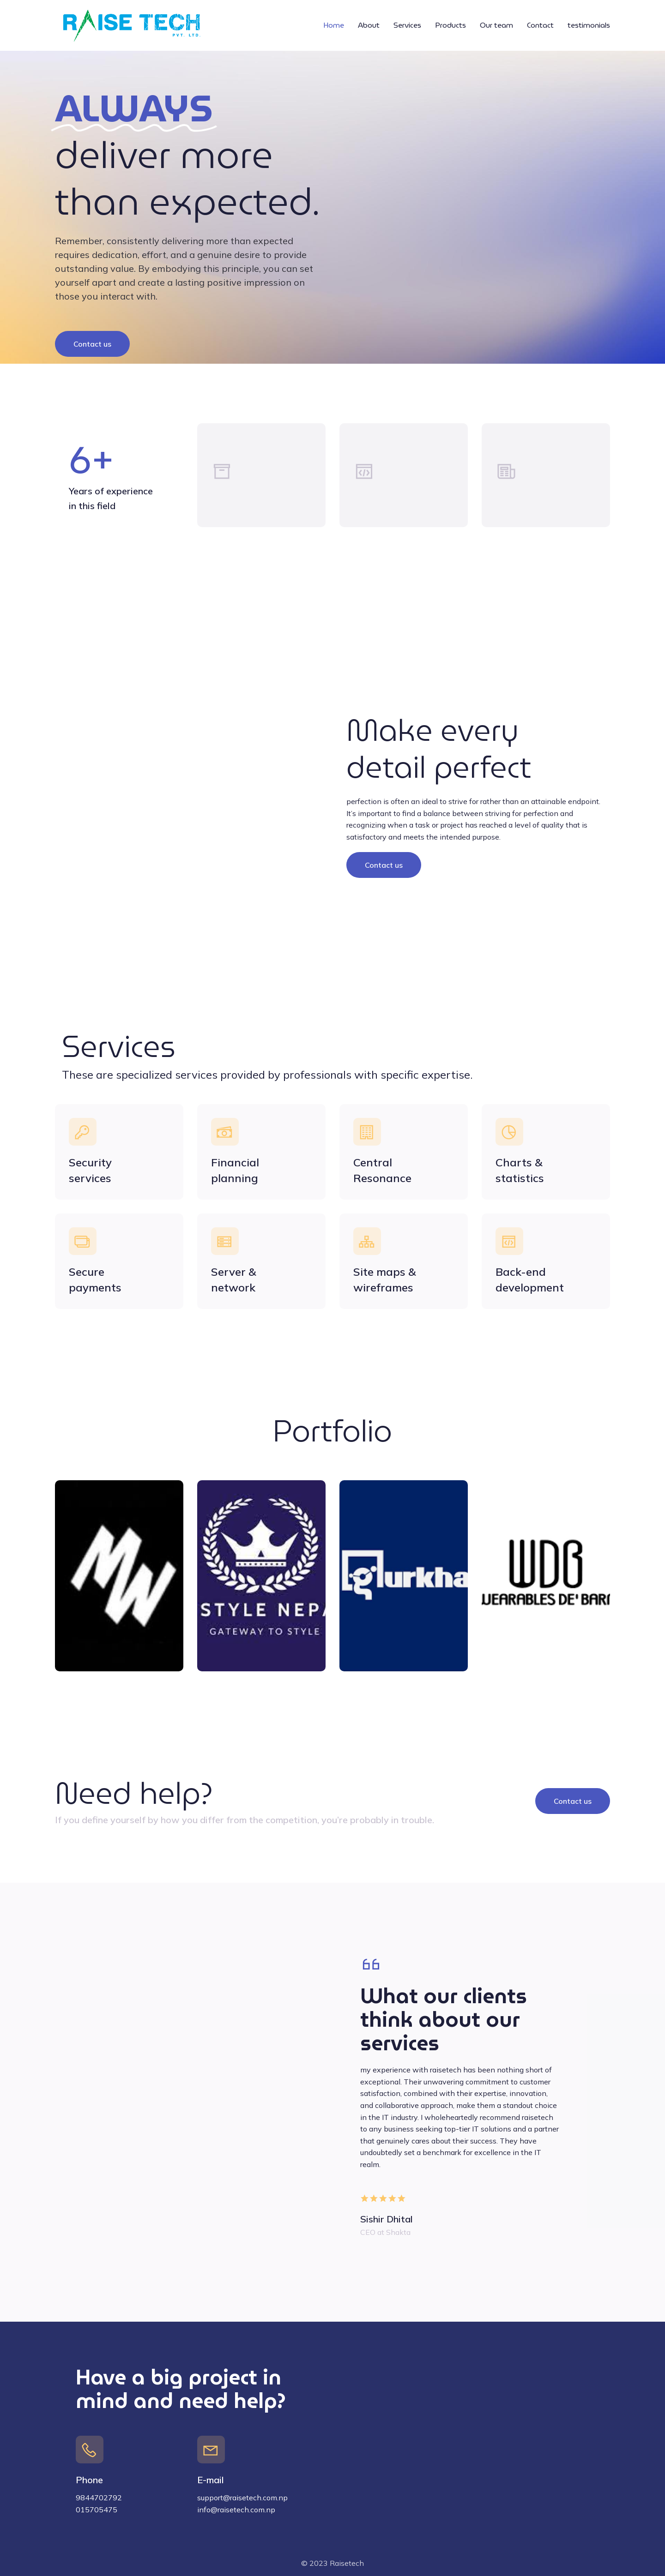 RAISE TECH
PVT LTD
Home About Services Products Our team Contact testimonials
ALWAYS
deliver more
than expected.
Remember, consistently delivering more than expected
requires dedication, effort, and a genuine desire to provide
outstanding value. By embodying this principle, you can set
yourself apart and create a lasting positive impression on
those you interact with.
Contact us
6+
Years of experience
in this field
Make every
detail perfect
perfection is often an ideal to strive for rather than an attainable endpoint.
It's important to find a balance between striving for perfection and
recognizing when a task or project has reached a level of quality that is
satisfactory and meets the intended purpose.
Contact us
Services
These are specialized services provided by professionals with specific expertise.
Security
services
Financial
planning
Central
Resonance
Charts &
statistics
Secure
payments
Server &
network
Site maps &
wireframes
Back-end
development
Portfolio
MW
STYLE NEPA
GATEWAY TO STYLE
gurkha
WDB
WEARABLES DE' BARC
Need help?
If you define yourself by how you differ from the competition, you're probably in trouble.
Contact us
What our clients
think about our
services
my experience with raisetech has been nothing short of
exceptional. Their unwavering commitment to customer
satisfaction, combined with their expertise, innovation,
and collaborative approach, make them a standout choice
in the IT industry. I wholeheartedly recommend raisetech
to any business seeking top-tier IT solutions and a partner
that genuinely cares about their success. They have
undoubtedly set a benchmark for excellence in the IT
realm.
Sishir Dhital
CEO at Shakta
Have a big project in
mind and need help?
Phone
9844702792
015705475
E-mail
support@raisetech.com.np
info@raisetech.com.np
© 2023 Raisetech